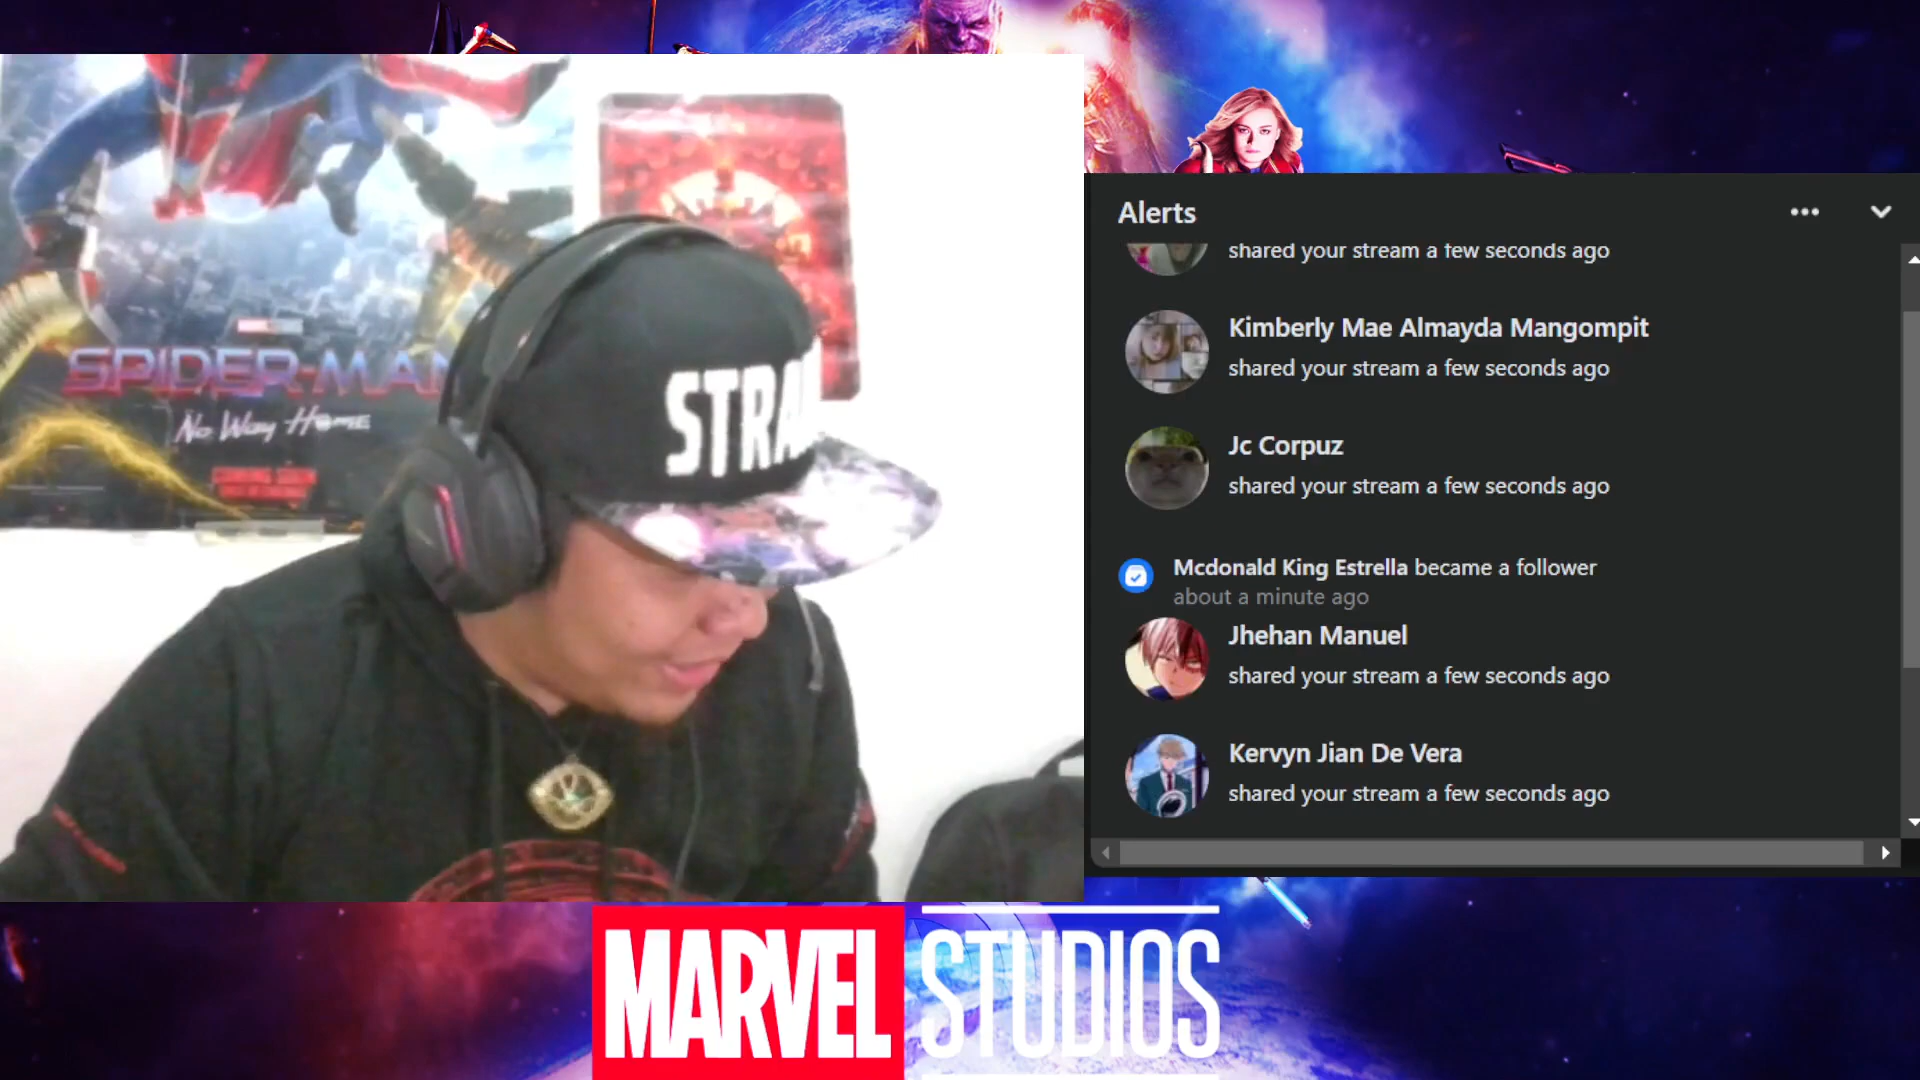 SPIDER-MAN
No Way Home
COMING SOON
STRA
Alerts
shared your stream a few seconds ago
Kimberly Mae Almayda Mangompit
shared your stream a few seconds ago
Jc Corpuz
shared your stream a few seconds ago
Mcdonald King Estrella became a follower
about a minute ago
Jhehan Manuel
shared your stream a few seconds ago
Kervyn Jian De Vera
shared your stream a few seconds ago
MARVEL STUDIOS